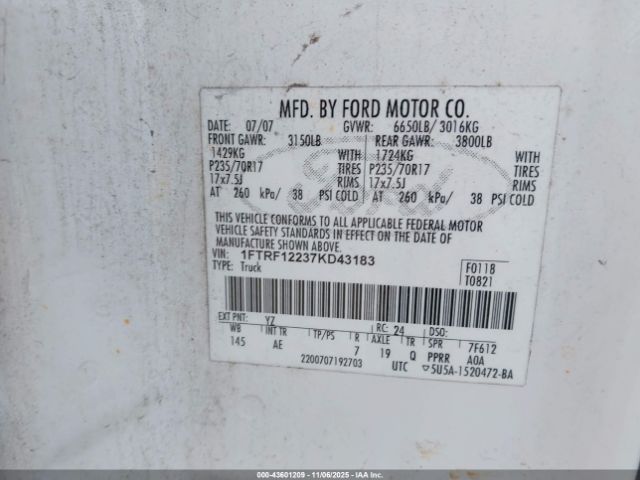 MFD. BY FORD MOTOR CO.
DATE: 07/07 GVWR: 6650LB/ 3016KG
FRONT GAWR: 3150LB REAR GAWR: 3800LB
1429KG WITH 1724KG WITH
P235/70R17 TIRES P235/70R17 TIRES
17x7.5J RIMS 17x7.5J RIMS
AT 260 kPa/ 38 PSI COLD AT 260 kPa/ 38 PSI COLD
THIS VEHICLE CONFORMS TO ALL APPLICABLE FEDERAL MOTOR
VEHICLE SAFETY STANDARDS IN EFFECT ON THE DATE OF
MANUFACTURE SHOWN ABOVE.
VIN: 1FTRF12237KD43183
TYPE: Truck
F0118
T0821
EXT PNT: YZ RC: 24 DSO:
WB INT TR TP/PS R AXLE TR SPR 7F612
145 AE 7 19 Q PPRR A0A
2200707192703 UTC ▽5U5A-1520472-BA
Ford
000-43601209 - 11/06/2025 - IAAI.COM